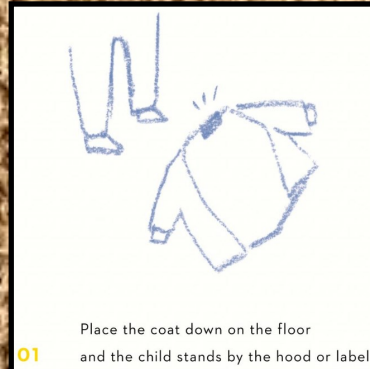 Place the coat down on the floor
01 and the child stands by the hood or label